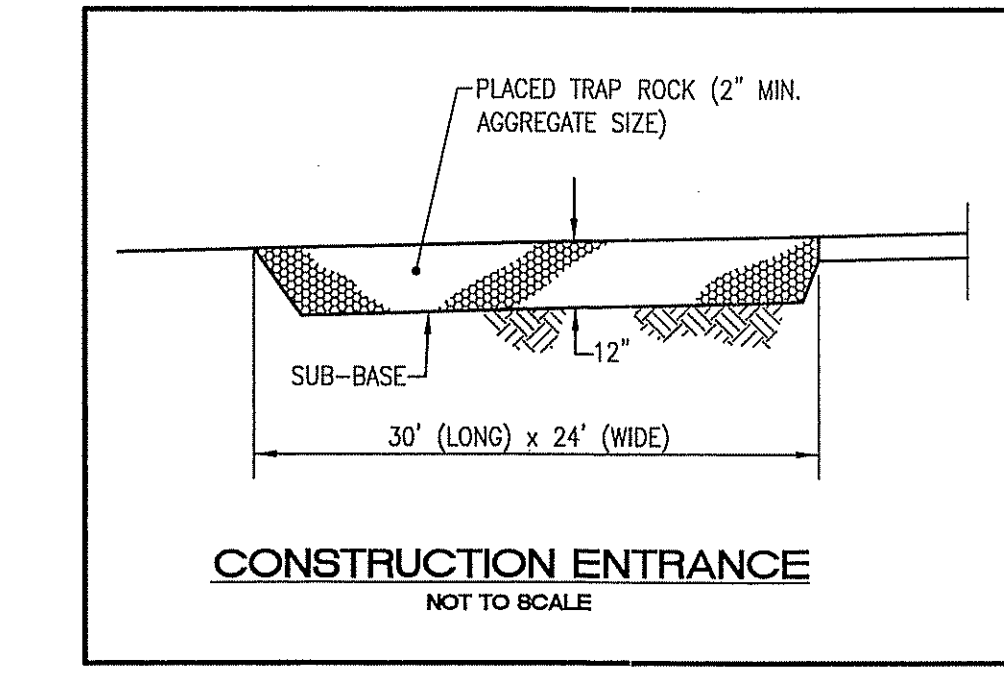 PLACED TRAP ROCK (2" MIN.
AGGREGATE SIZE)
12"
SUB-BASE
30' (LONG) x 24' (WIDE)
CONSTRUCTION ENTRANCE
NOT TO SCALE